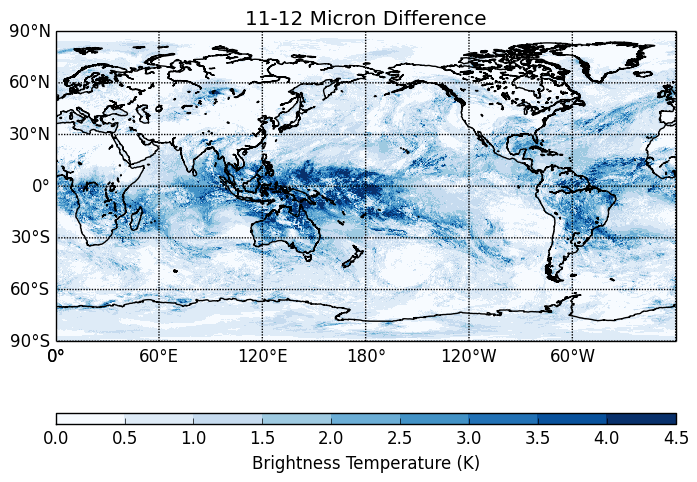 11-12 Micron Difference
90°N
60°N
30°N
0°
30°S
60°S
90°S
0° 60°E 120°E 180° 120°W 60°W
0.0 0.5 1.0 1.5 2.0 2.5 3.0 3.5 4.0 4.5
Brightness Temperature (K)